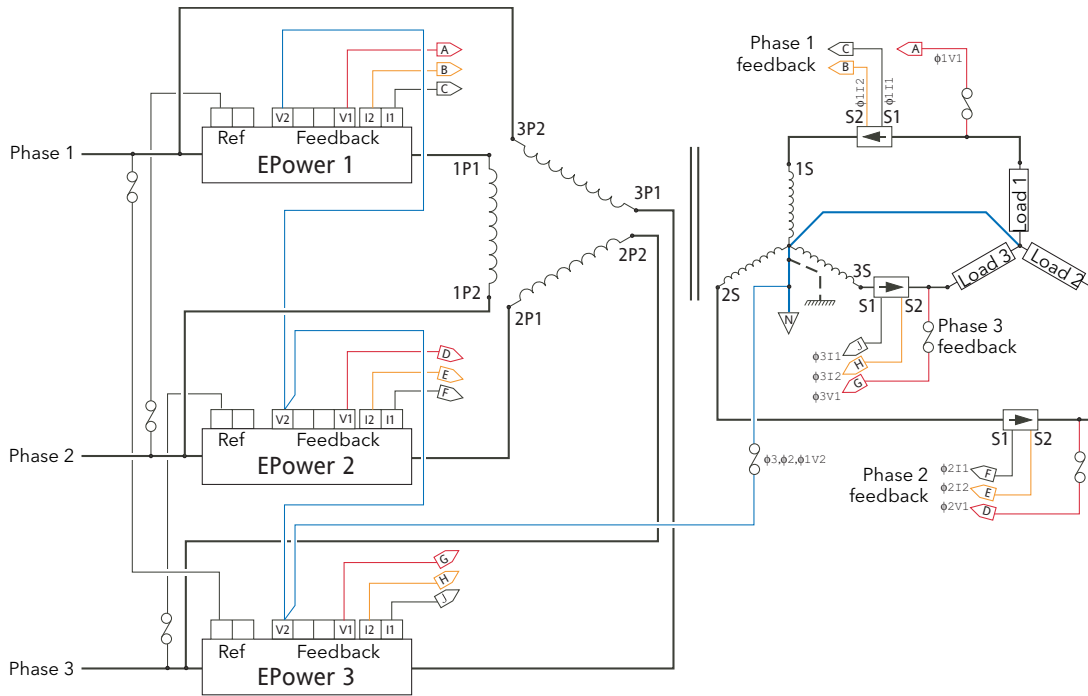 Phase 1
Ref
V2
V1
I2
I1
Feedback
EPower 1
A
B
C
3P2
3P1
1P1
1P2
2P2
2P1
Phase 2
Ref
V2
V1
I2
I1
Feedback
EPower 2
D
E
F
Phase 3
Ref
V2
V1
I2
I1
Feedback
EPower 3
G
H
J
Phase 1
feedback
C
B
A
ϕ1I2
ϕ1I1
ϕ1V1
S2
S1
1S
2S
3S
Load 1
Load 3
Load 2
N
S1
S2
Phase 3
feedback
ϕ3I1
J
ϕ3I2
H
ϕ3V1
G
ϕ3,ϕ2,ϕ1V2
S1
S2
Phase 2
feedback
ϕ2I1
F
ϕ2I2
E
ϕ2V1
D